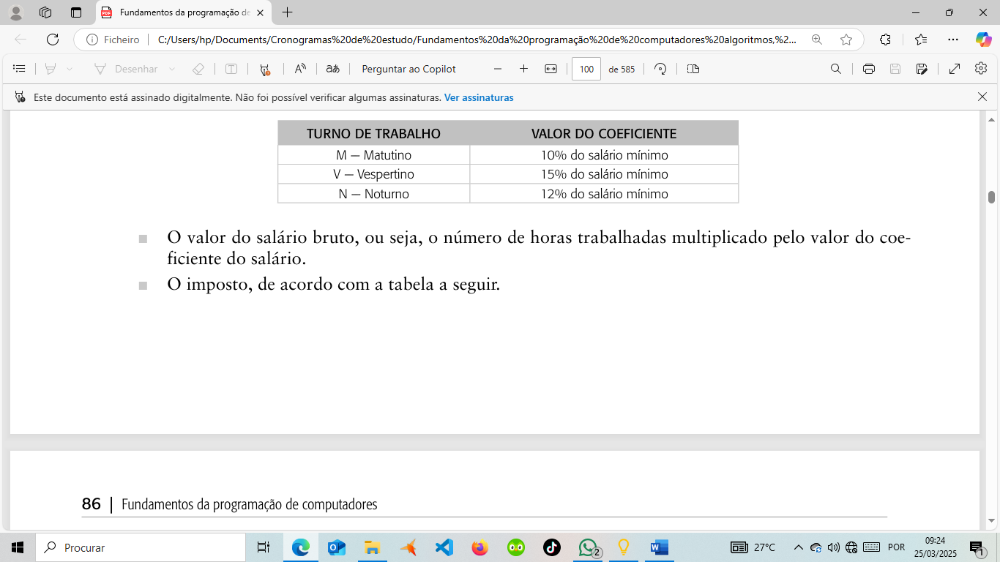 Fundamentos da programação de
Ficheiro
C:/Users/hp/Documents/Cronogramas%20de%20estudo/Fundamentos%20da%20programação%20de%20computadores%20algoritmos,%2...
Desenhar
Perguntar ao Copilot
100
de 585
Este documento está assinado digitalmente. Não foi possível verificar algumas assinaturas. Ver assinaturas
TURNO DE TRABALHO VALOR DO COEFICIENTE
M — Matutino 10% do salário mínimo
V — Vespertino 15% do salário mínimo
N — Noturno 12% do salário mínimo
O valor do salário bruto, ou seja, o número de horas trabalhadas multiplicado pelo valor do coe-
ficiente do salário.
O imposto, de acordo com a tabela a seguir.
86 | Fundamentos da programação de computadores
Procurar
2
27°C
POR
09:24
25/03/2025
1